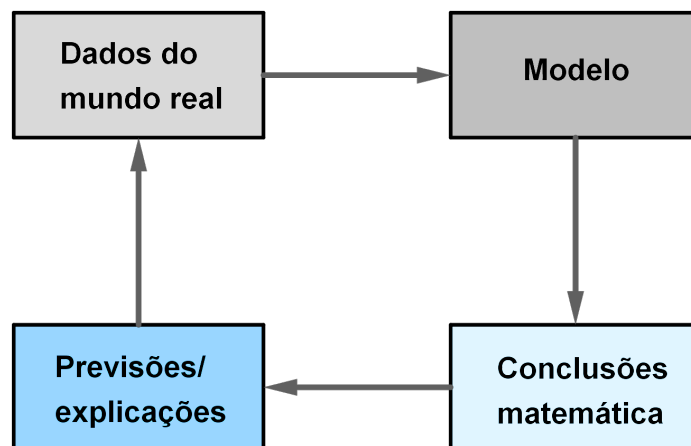 Dados do
mundo real
Modelo
Previsões/
explicações
Conclusões
matemática